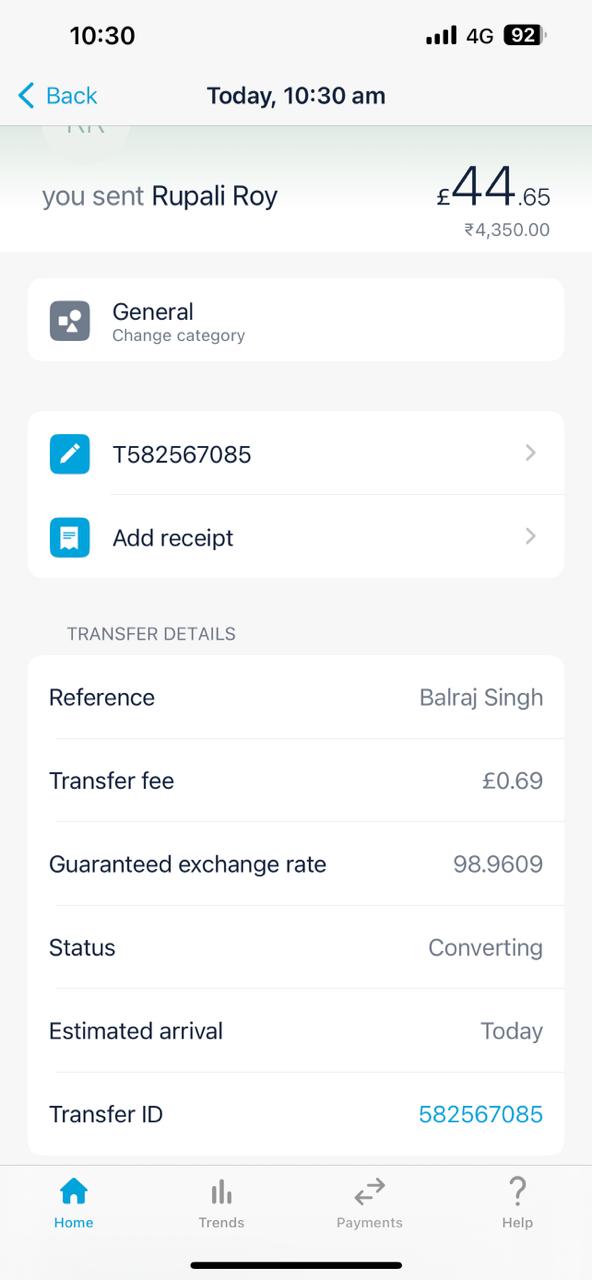 10:30
4G 92
Back
Today, 10:30 am
RR
you sent Rupali Roy
£44.65
₹4,350.00
General
Change category
T582567085
Add receipt
TRANSFER DETAILS
Reference Balraj Singh
Transfer fee £0.69
Guaranteed exchange rate 98.9609
Status Converting
Estimated arrival Today
Transfer ID 582567085
Home Trends Payments Help